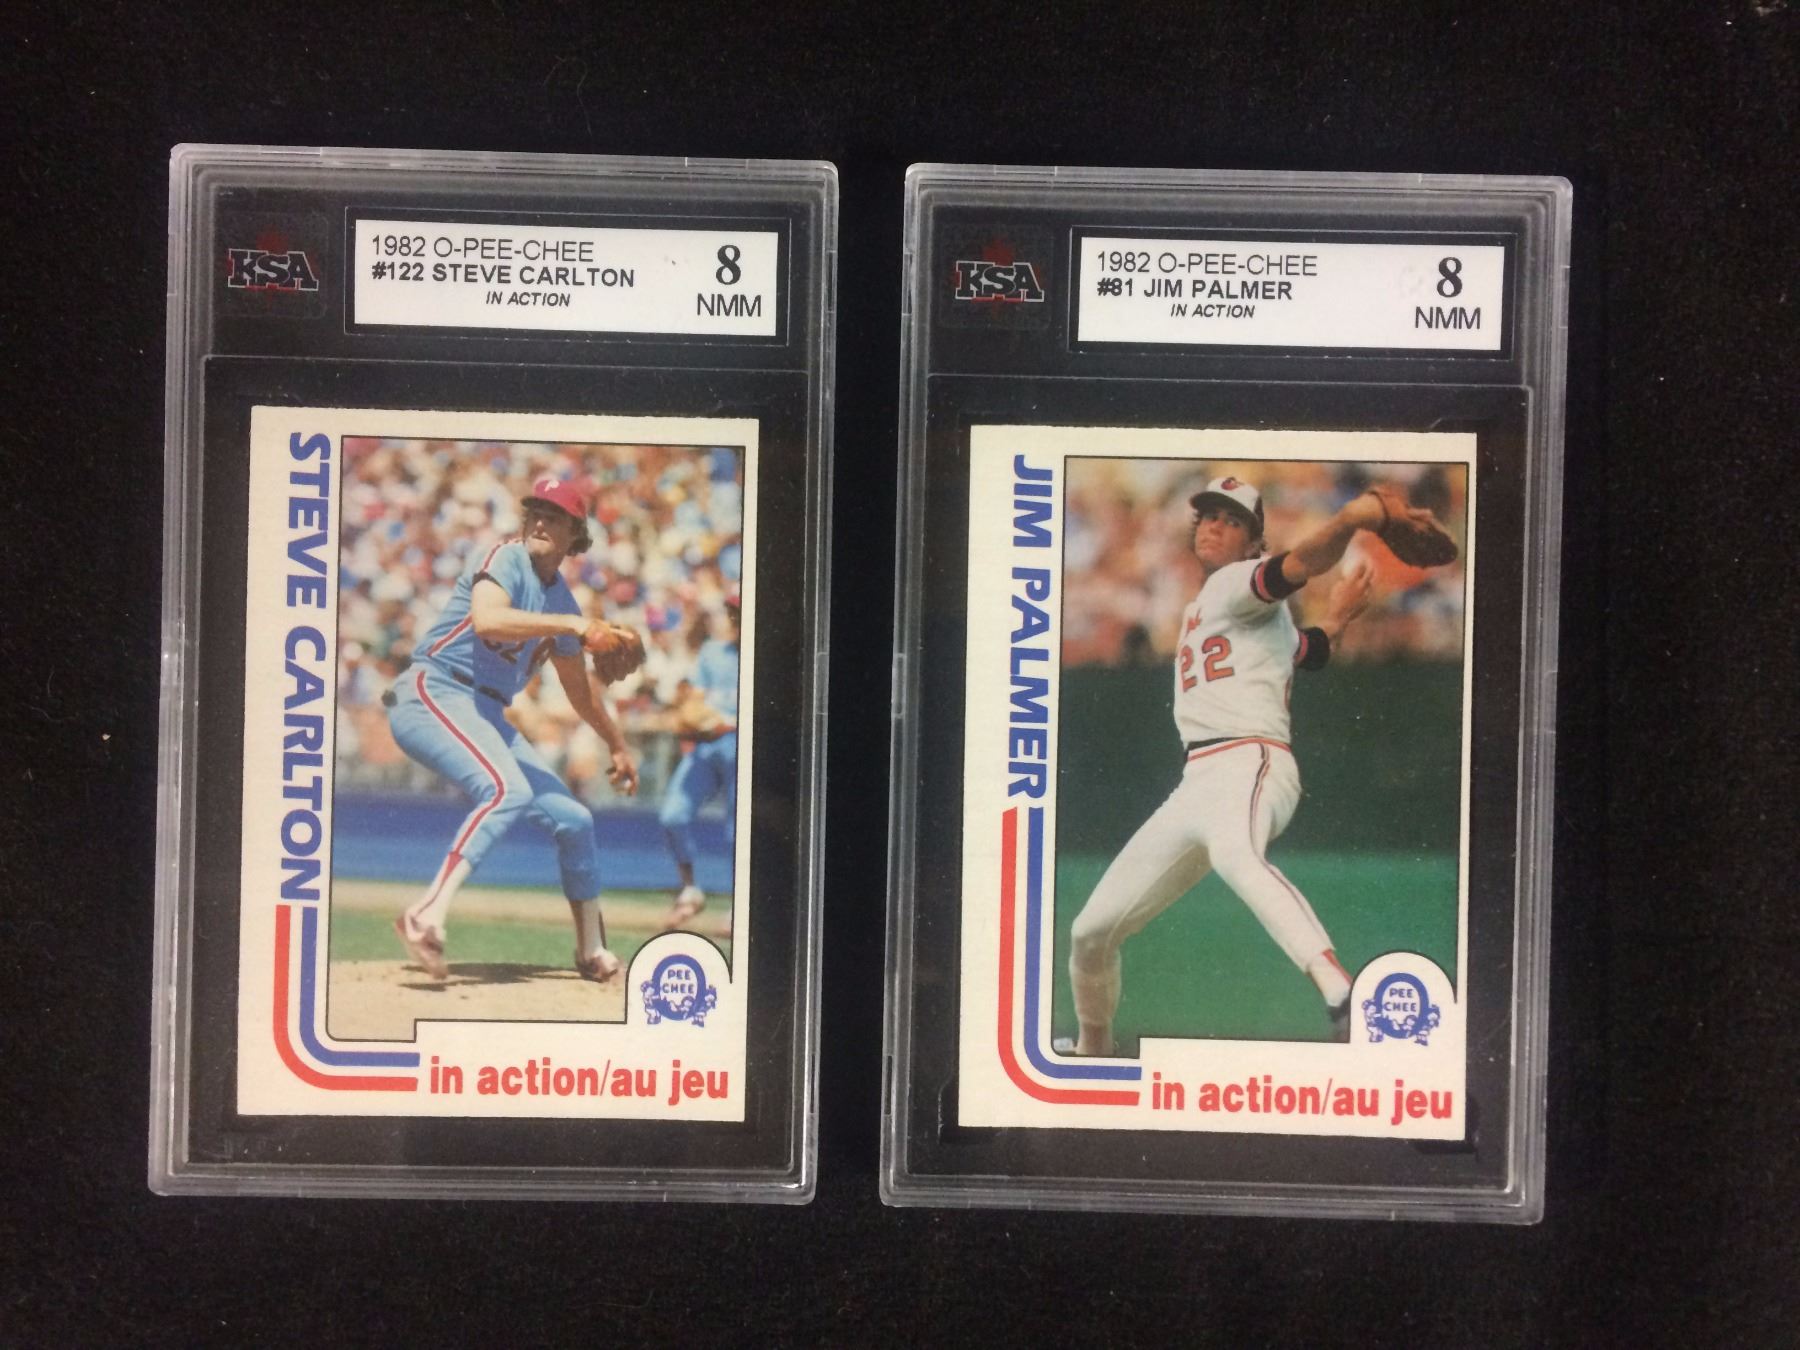 KSA
1982 O-PEE-CHEE
#122 STEVE CARLTON
IN ACTION
8
NMM
STEVE CARLTON
P
32
PEE
CHEE
in action/au jeu
KSA
1982 O-PEE-CHEE
#81 JIM PALMER
IN ACTION
8
NMM
JIM PALMER
22
PEE
CHEE
in action/au jeu